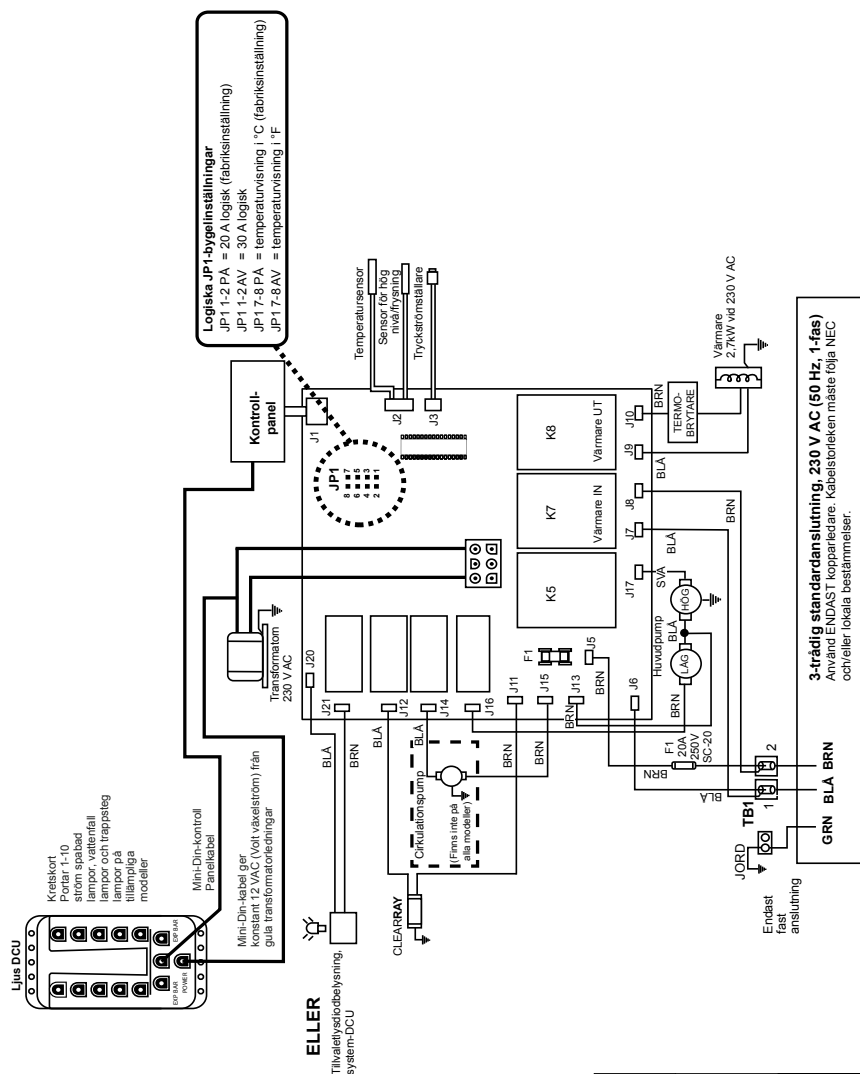 Ljus DCU
EXP BAR
POWER
EXP BAR
Kretskort
Portar 1-10
ström spabad
lampor, vattenfall
lampor och trappsteg
lampor på
tillämpliga
modeller
Mini-Din-kontroll
Panelkabel
Mini-Din-kabel ger
konstant 12 VAC (Volt växelström) från
gula transformatorledningar
Transformatorn
230 V AC
Kontroll-
panel
Logiska JP1-bygelinställningar
JP1 1-2 PÅ = 20 A logisk (fabriksinställning)
JP1 1-2 AV = 30 A logisk
JP1 7-8 PÅ = temperaturvisning i °C (fabriksinställning)
JP1 7-8 AV = temperaturvisning i °F
JP1
8 7
6 5
4 3
2 1
J1
J2
J3
Temperatursensor
Sensor för hög
nivå/frysning
Tryckströmställare
ELLER
Tillvaletlysdiodbelysning,
system-DCU
BLÅ
BRN
J20
J21
CLEARRAY
BLÅ
BRN
J12
J11
Cirkulationspump
(Finns inte på
alla modeller)
BLÅ
BRN
J14
J15
J16
J13
BRN
F1
J5
BRN
J6
K5
K7
Värmare IN
K8
Värmare UT
J17
J7
J8
J9
J10
SVA
BLÅ
BRN
BLÅ
BRN
Huvudpump
LÅG
HÖG
BLÅ
BRN
TERMO-
BRYTARE
Värmare
2,7kW vid 230 V AC
F1
20A
250V
SC-20
BRN
BLÅ
TB1
1
2
JORD
Endast
fast
anslutning
GRN
BLÅ
BRN
3-trådig standardanslutning, 230 V AC (50 Hz, 1-fas)
Använd ENDAST kopparledare. Kabelstorleken måste följa NEC
och/eller lokala bestämmelser.